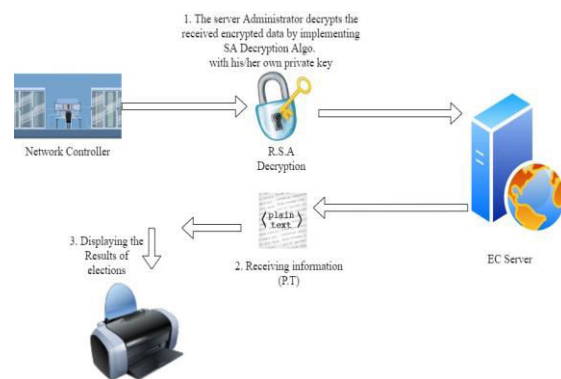 1. The server Administrator decrypts the
received encrypted data by implementing
SA Decryption Algo.
with his/her own private key
Network Controller
R.S.A
Decryption
EC Server
plain
text
2. Receiving information
(P.T)
3. Displaying the
Results of
elections